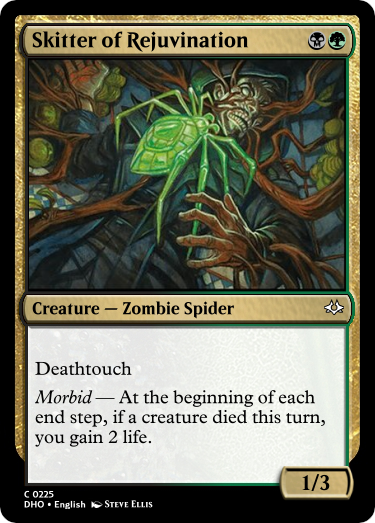 Skitter of Rejuvination
Creature — Zombie Spider
Deathtouch
Morbid — At the beginning of each
end step, if a creature died this turn,
you gain 2 life.
1/3
C 0225
DHO • English Steve Ellis